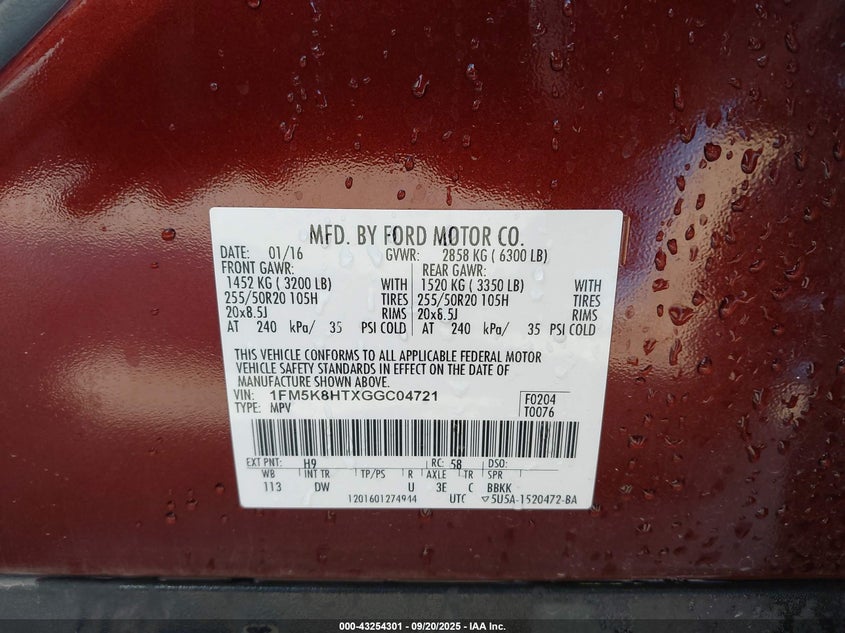 MFD. BY FORD MOTOR CO.
DATE: 01/16 GVWR: 2858 KG ( 6300 LB)
FRONT GAWR: REAR GAWR:
1452 KG ( 3200 LB) WITH 1520 KG ( 3350 LB) WITH
255/50R20 105H TIRES 255/50R20 105H TIRES
20x8.5J RIMS 20x8.5J RIMS
AT 240 kPa/ 35 PSI COLD AT 240 kPa/ 35 PSI COLD
THIS VEHICLE CONFORMS TO ALL APPLICABLE FEDERAL MOTOR
VEHICLE SAFETY STANDARDS IN EFFECT ON THE DATE OF
MANUFACTURE SHOWN ABOVE.
VIN: 1FM5K8HTXGGC04721 F0204
TYPE: MPV T0076
EXT PNT: H9 RC: 58 DSO:
WB INT TR TP/PS R AXLE TR SPR
113 DW U 3E C BBKK
1201601274944 UTC ▽5U5A-1520472-BA
000-43254301 - 09/20/2025 - IAA Inc.